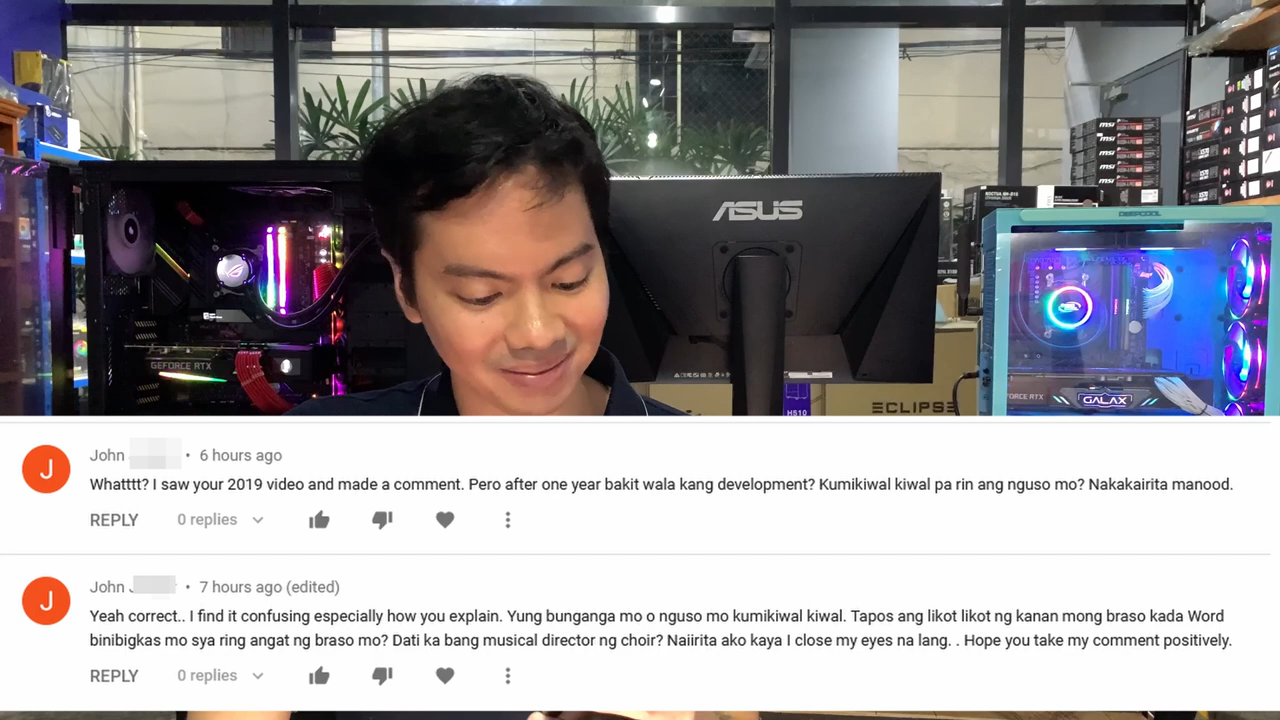 msi
msi
msi
msi
msi
ASUS
DEEPCOOL
GEFORCE RTX
H510
ECLIPSE
GALAX
John
• 6 hours ago
Whatttt? I saw your 2019 video and made a comment. Pero after one year bakit wala kang development? Kumikiwal kiwal pa rin ang nguso mo? Nakakairita manood.
REPLY 0 replies
John
• 7 hours ago (edited)
Yeah correct.. I find it confusing especially how you explain. Yung bunganga mo o nguso mo kumikiwal kiwal. Tapos ang likot likot ng kanan mong braso kada Word
binibigkas mo sya ring angat ng braso mo? Dati ka bang musical director ng choir? Naiirita ako kaya I close my eyes na lang. . Hope you take my comment positively.
REPLY 0 replies
J
J